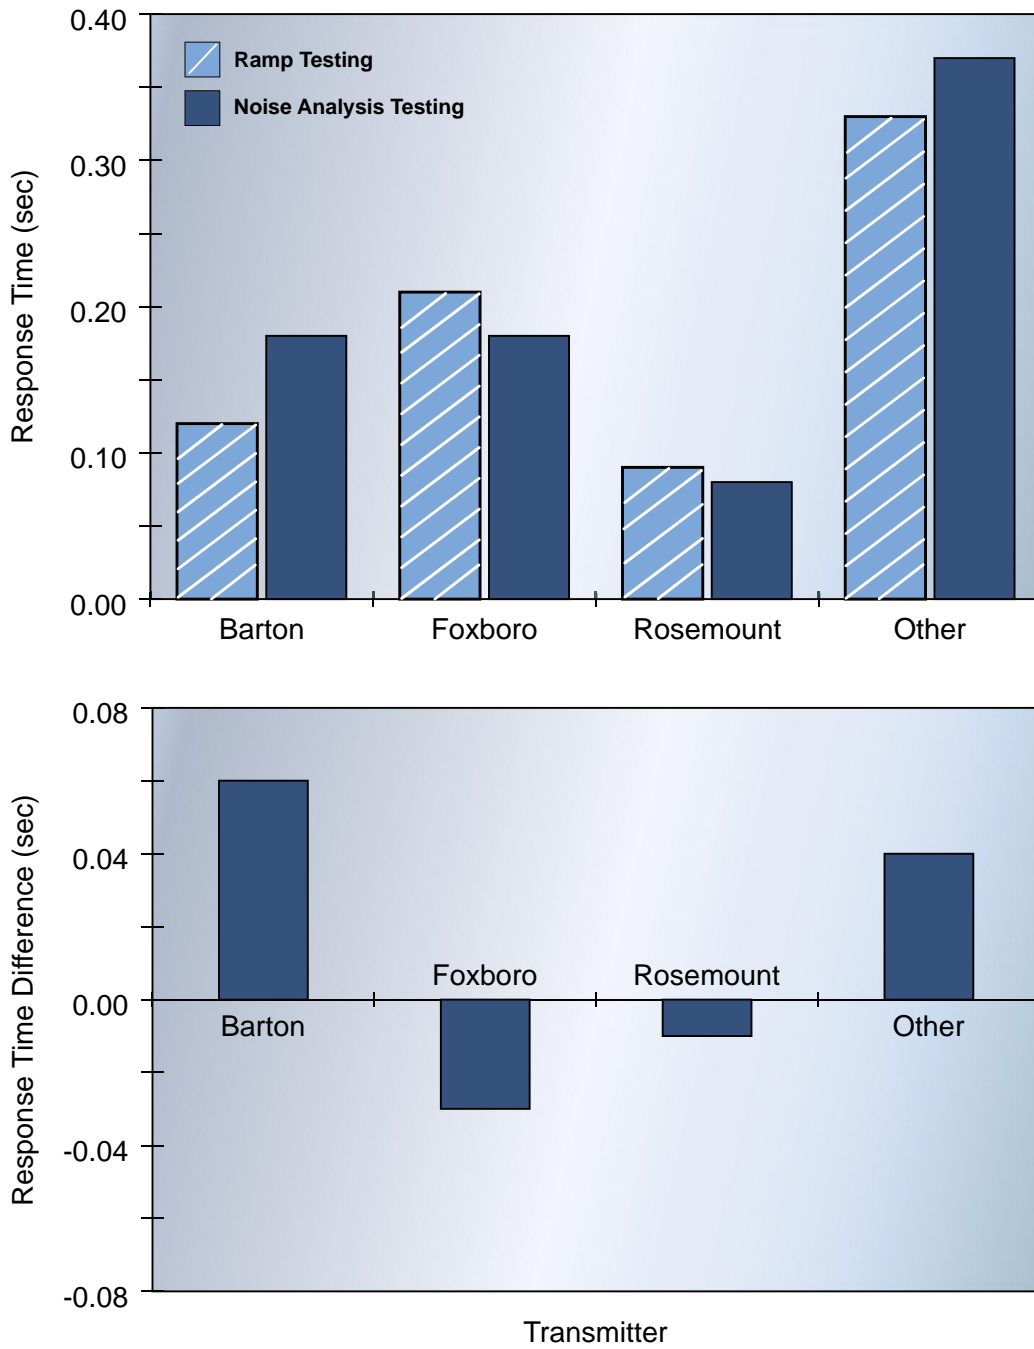 0.40
Ramp Testing
Noise Analysis Testing
0.30
0.20
0.10
0.00
Response Time (sec)
Barton Foxboro Rosemount Other
0.08
0.04
0.00
-0.04
-0.08
Response Time Difference (sec)
Foxboro Rosemount
Barton Other
Transmitter